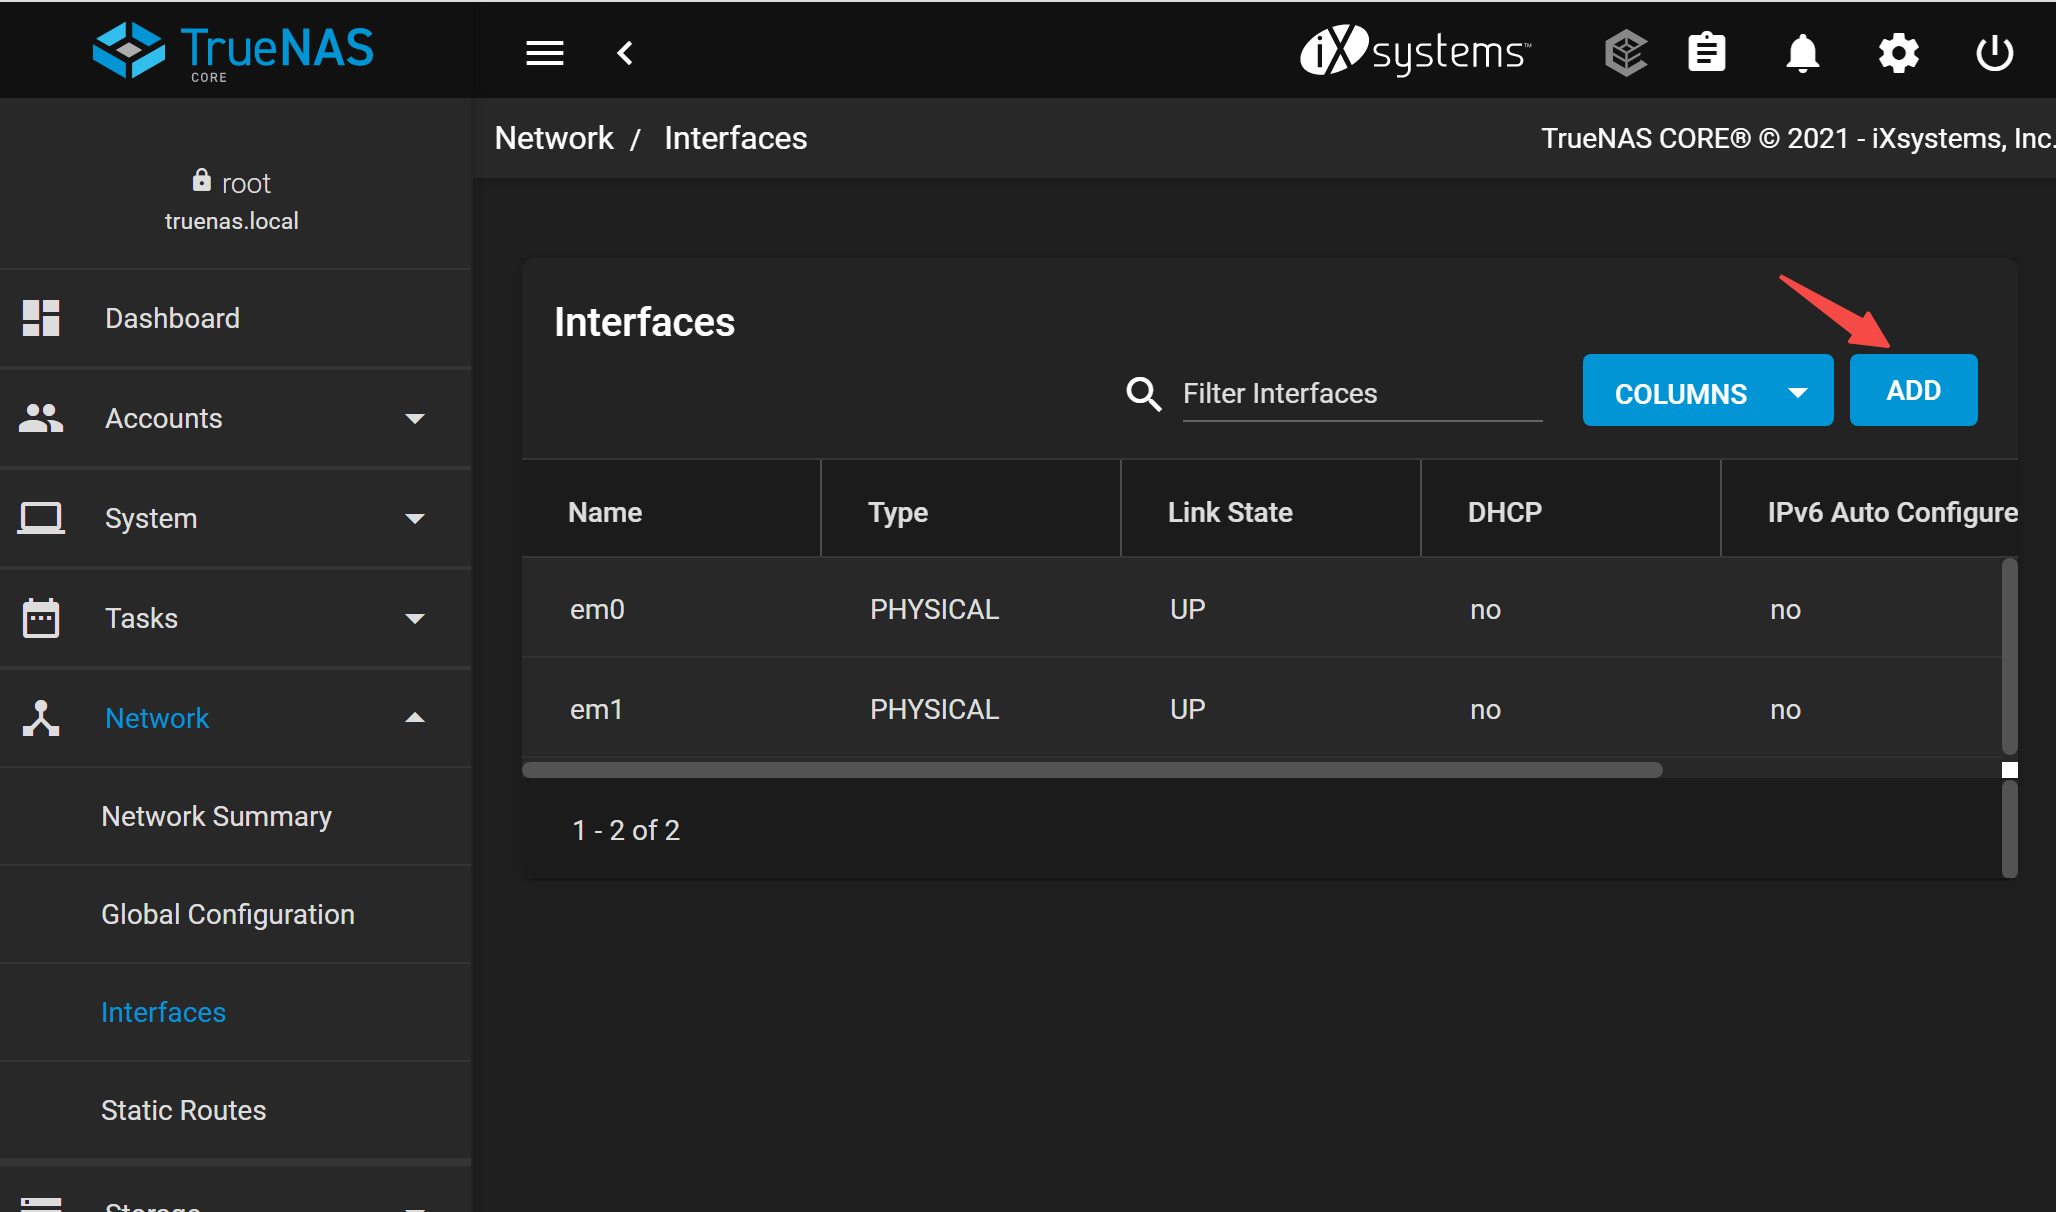 TrueNAS
CORE
iXsystems™
Network / Interfaces
TrueNAS CORE® © 2021 - iXsystems, Inc.
root
truenas.local
Dashboard
Accounts
System
Tasks
Network
Network Summary
Global Configuration
Interfaces
Static Routes
Storage
Interfaces
Filter Interfaces
COLUMNS
ADD
Name Type Link State DHCP IPv6 Auto Configure
em0 PHYSICAL UP no no
em1 PHYSICAL UP no no
1 - 2 of 2